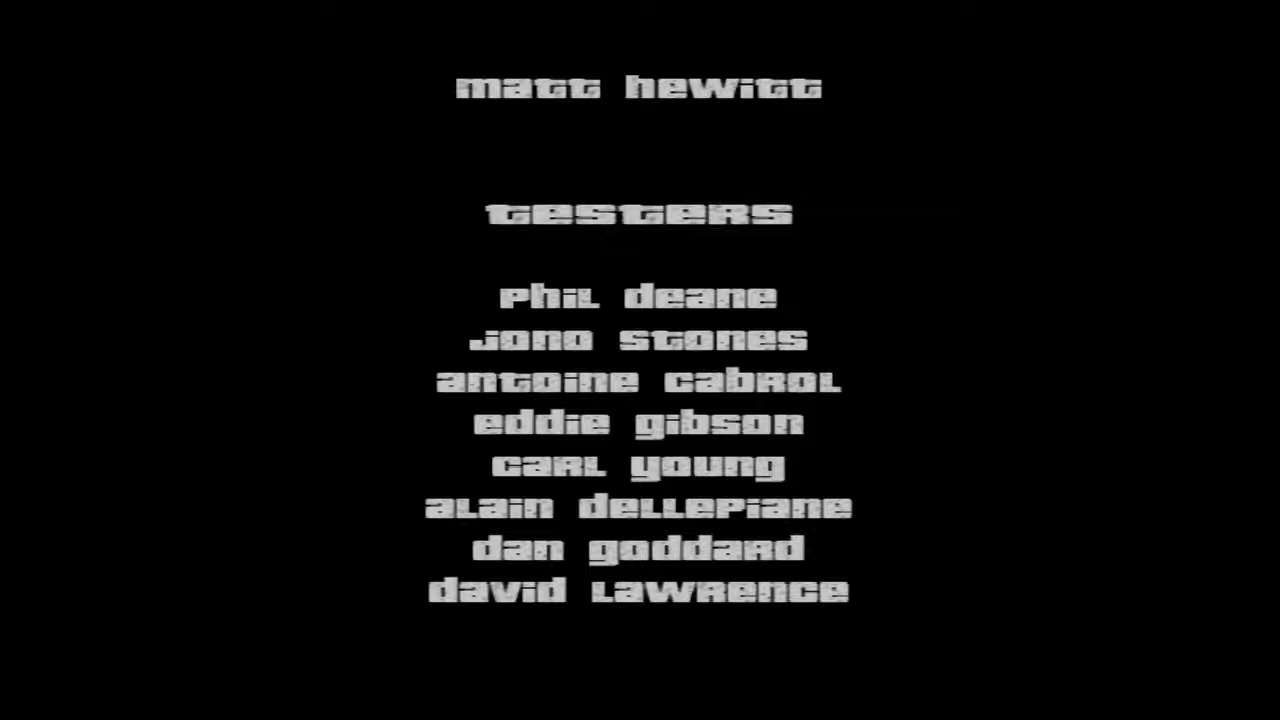 matt hewitt
testers
phil deane
jono stones
antoine cabrol
eddie gibson
carl young
alain dellepiane
dan goddard
david lawrence